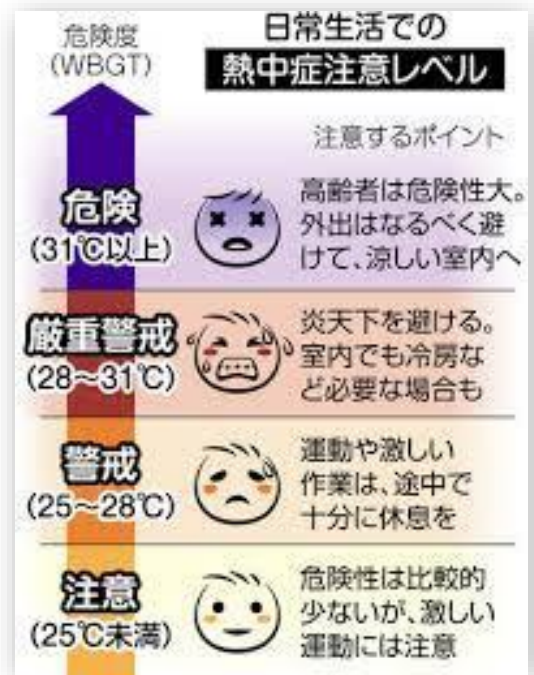 危険度
(WBGT)
日常生活での
熱中症注意レベル
注意するポイント
危険
(31℃以上)
高齢者は危険性大。
外出はなるべく避
けて、涼しい室内へ
厳重警戒
(28〜31℃)
炎天下を避ける。
室内でも冷房な
ど必要な場合も
警戒
(25〜28℃)
運動や激しい
作業は、途中で
十分に休息を
注意
(25℃未満)
危険性は比較的
少ないが、激しい
運動には注意